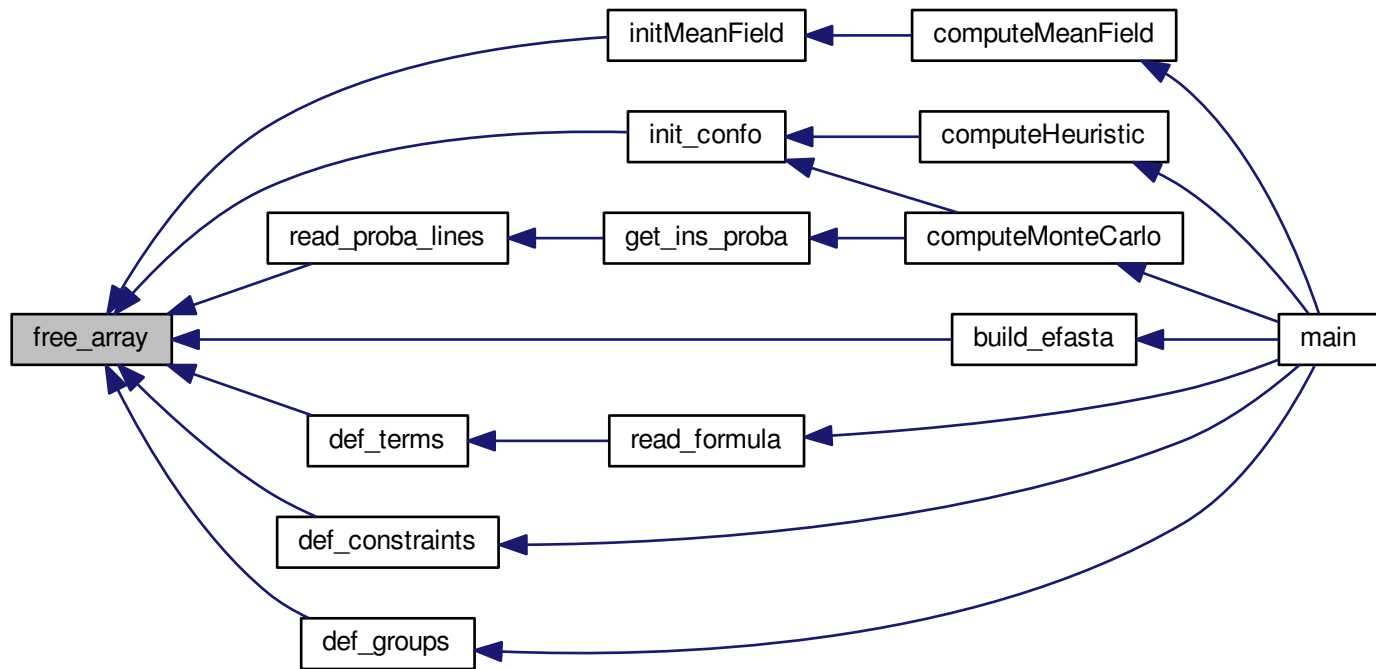 initMeanField
computeMeanField
init_confo
computeHeuristic
read_proba_lines
get_ins_proba
computeMonteCarlo
free_array
build_efasta
main
def_terms
read_formula
def_constraints
def_groups